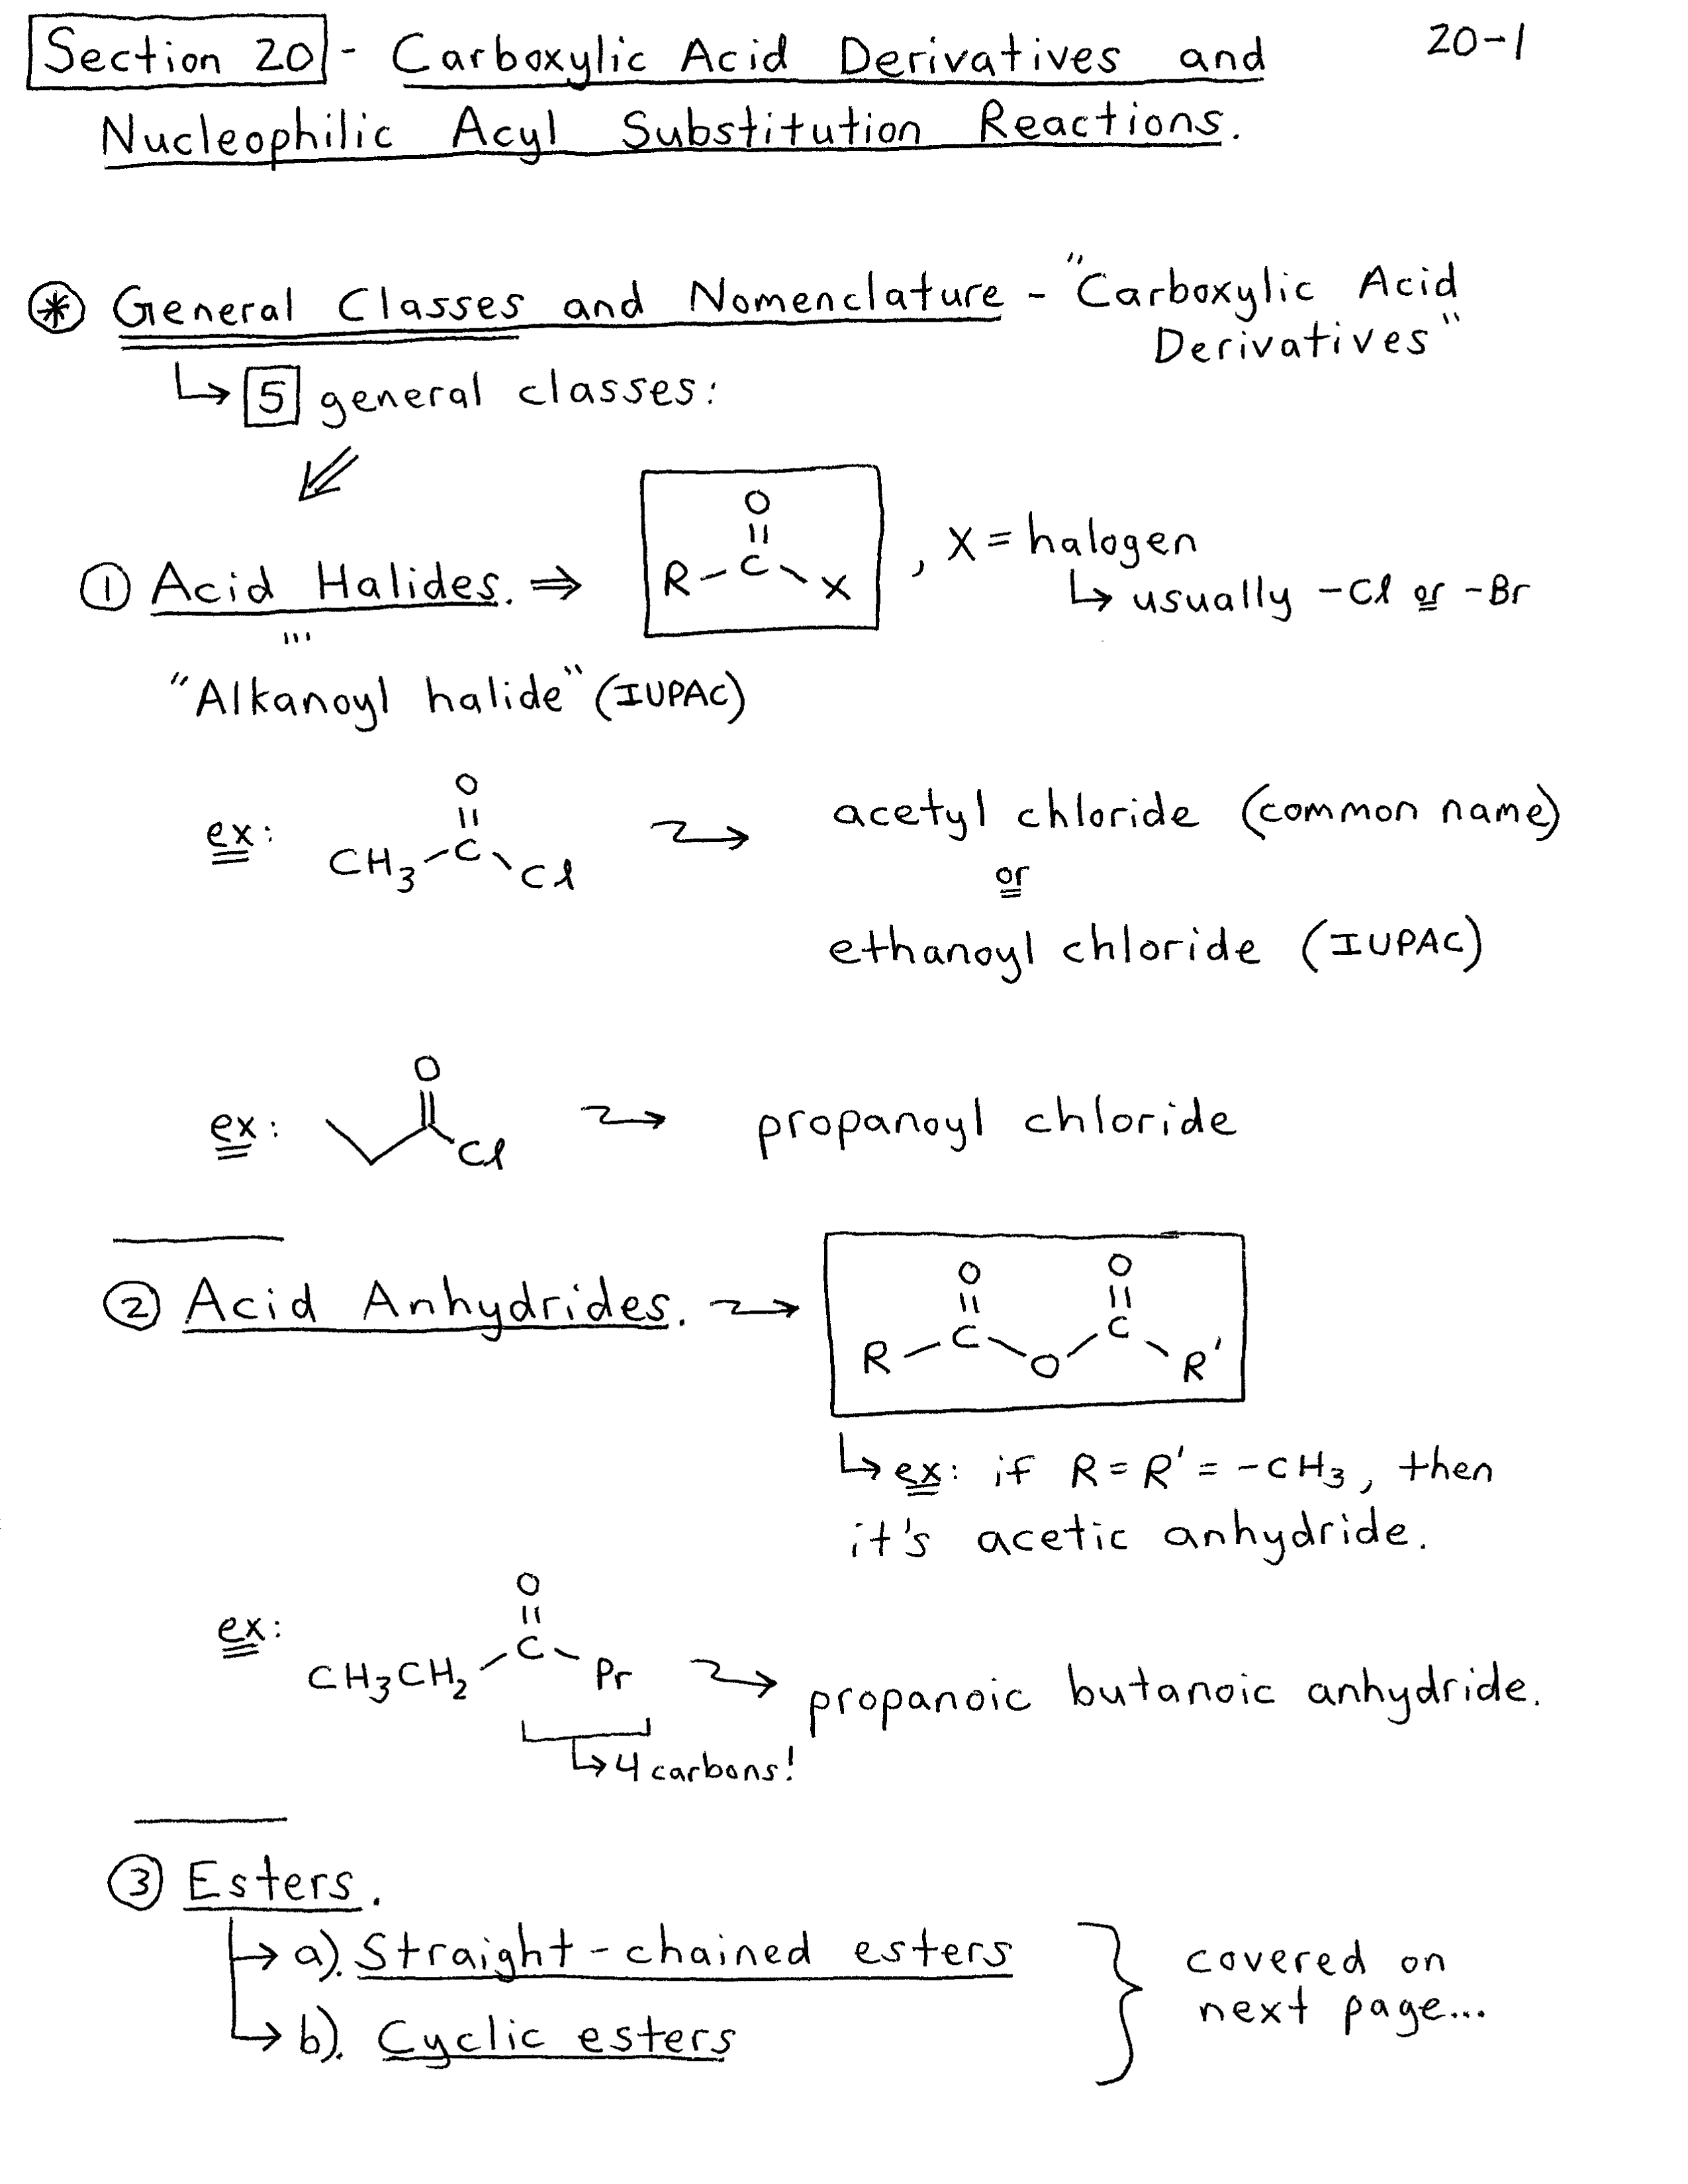 Section 20 - Carboxylic Acid Derivatives and
20-1
Nucleophilic Acyl Substitution Reactions.
* General Classes and Nomenclature - "Carboxylic Acid
Derivatives"
↳ 5 general classes:
① Acid Halides. ⇒
O
||
R-C-X
, X = halogen
↳ usually -Cl or -Br
"Alkanoyl halide" (IUPAC)
ex:
O
||
CH3-C-Cl
acetyl chloride (common name)
or
ethanoyl chloride (IUPAC)
ex:
O
Cl
propanoyl chloride
② Acid Anhydrides. →
O O
|| ||
R-C-O-C-R'
↳ ex: if R = R' = -CH3, then
it's acetic anhydride.
ex:
O
||
CH3CH2-C-Pr
propanoic butanoic anhydride.
↳ 4 carbons!
③ Esters.
→ a). Straight-chained esters
↳ b). Cyclic esters
covered on
next page...